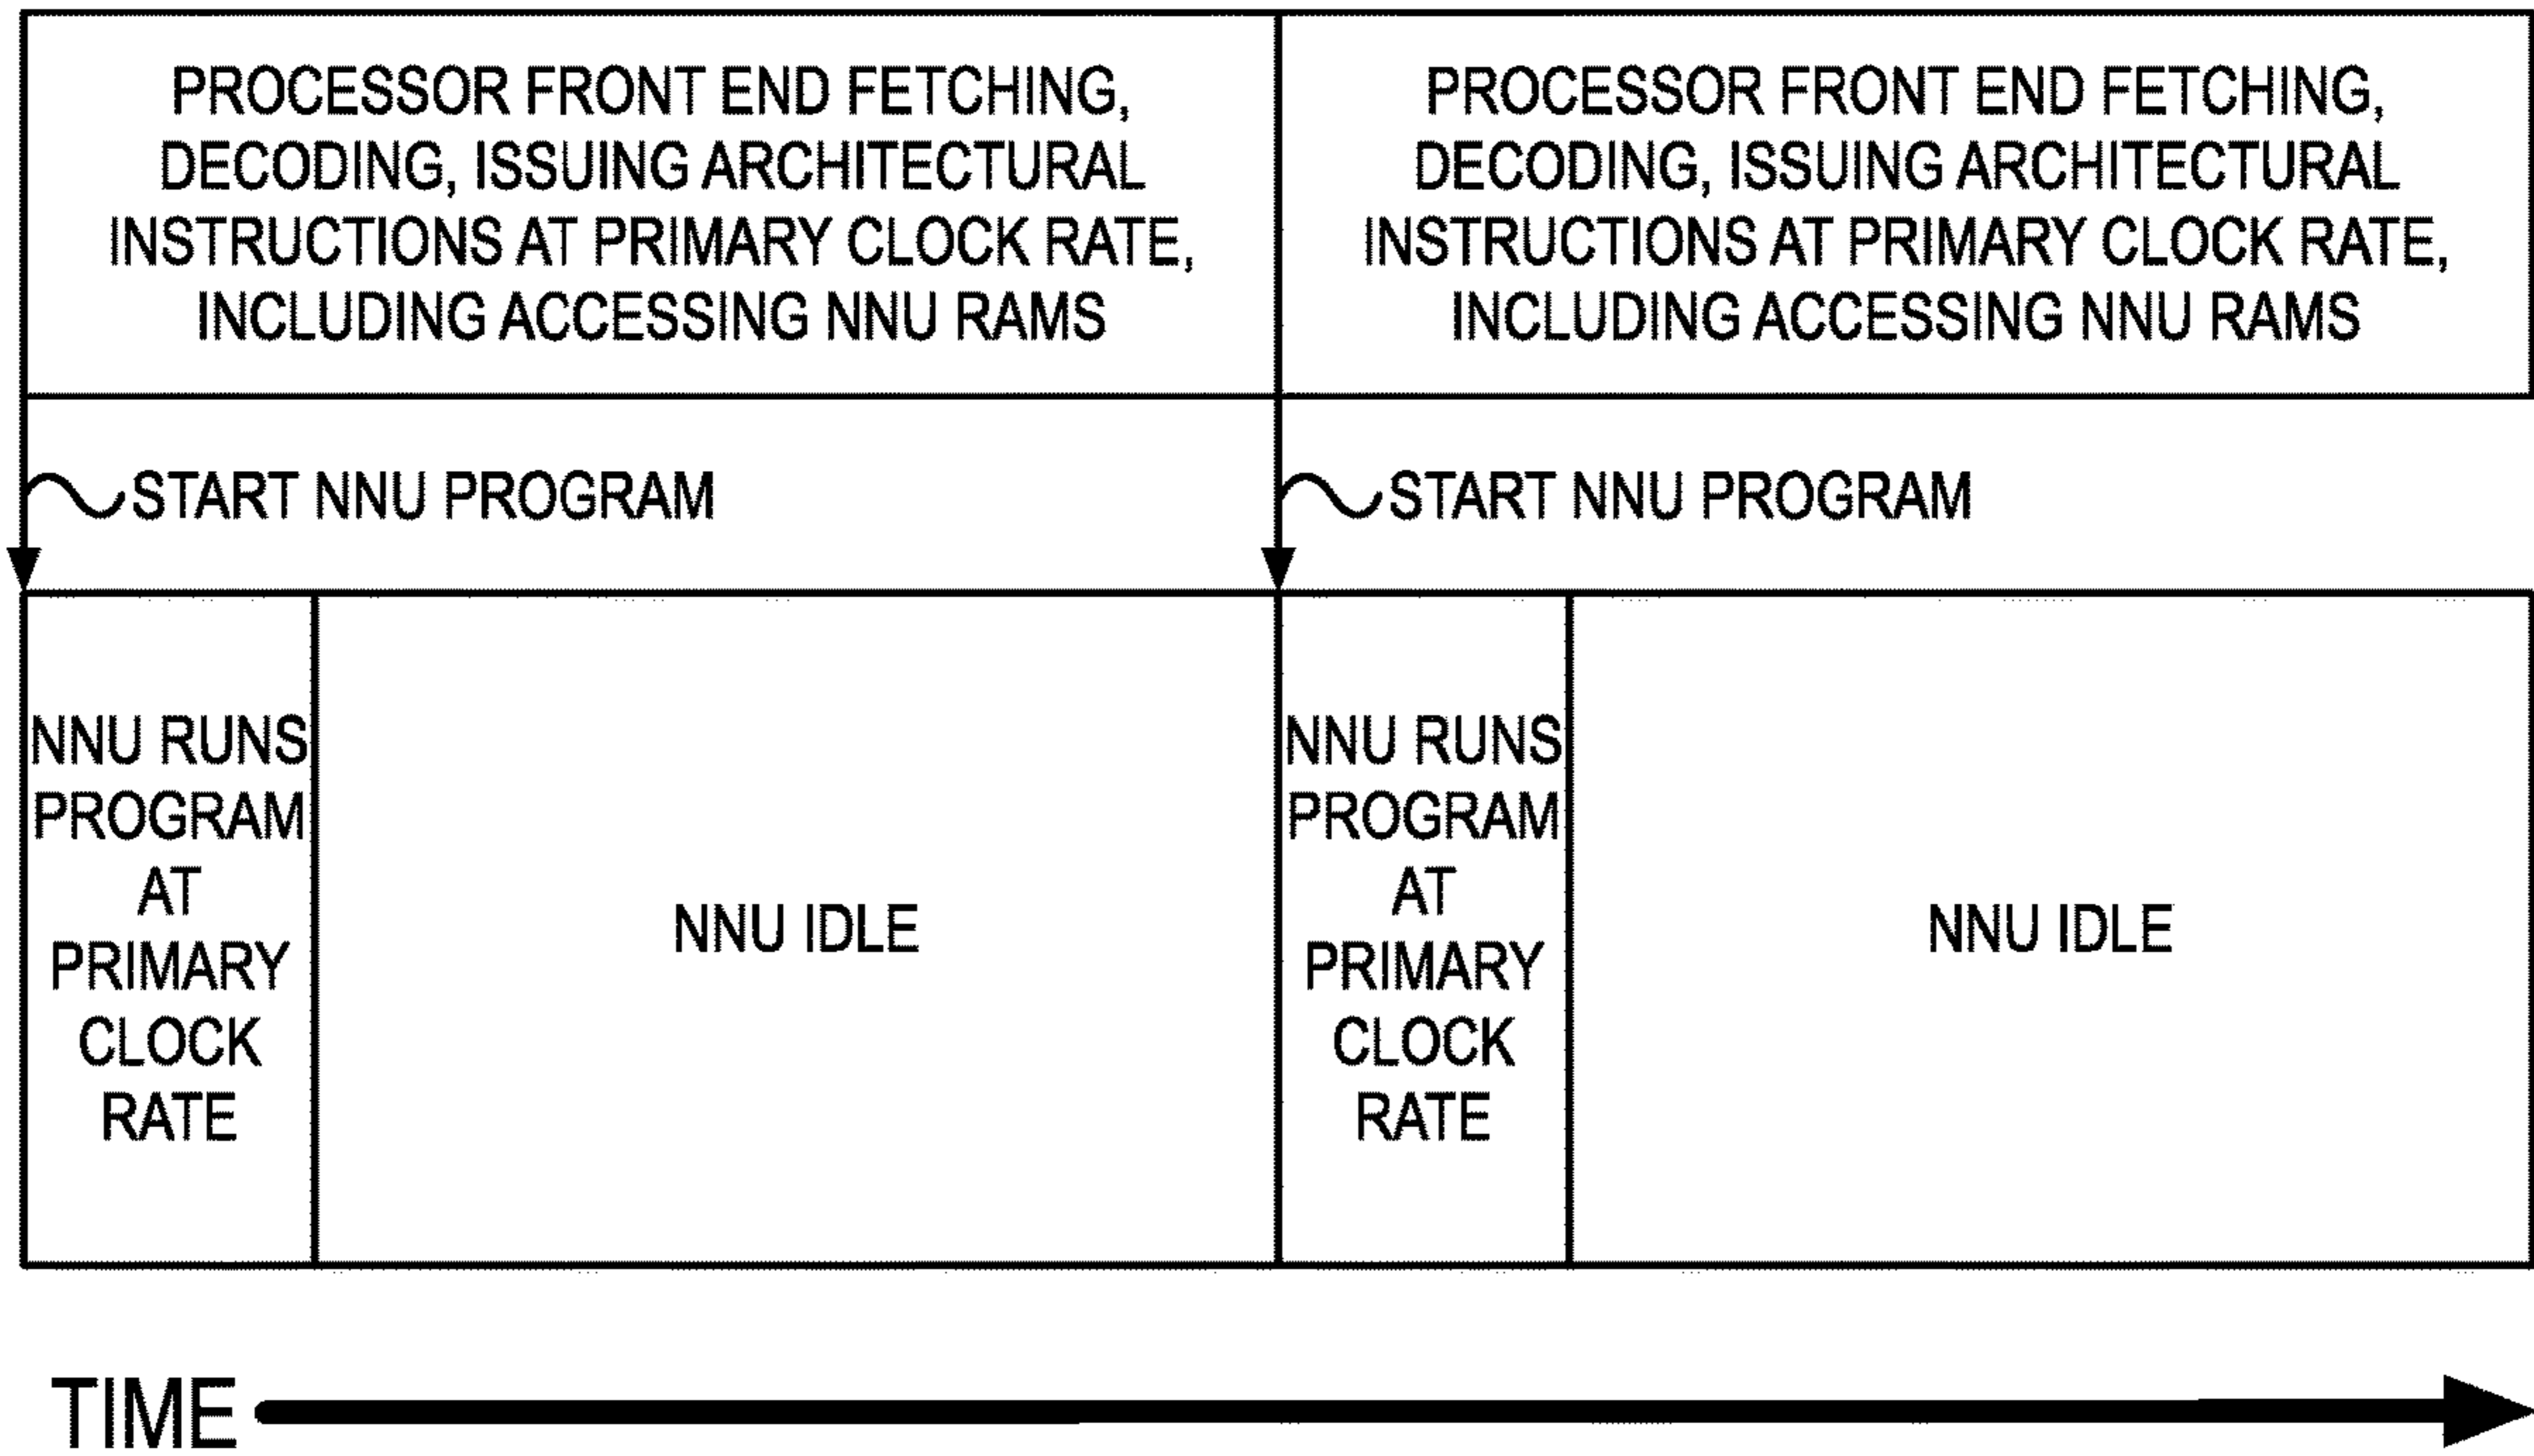 PROCESSOR FRONT END FETCHING,
DECODING, ISSUING ARCHITECTURAL
INSTRUCTIONS AT PRIMARY CLOCK RATE,
INCLUDING ACCESSING NNU RAMS
PROCESSOR FRONT END FETCHING,
DECODING, ISSUING ARCHITECTURAL
INSTRUCTIONS AT PRIMARY CLOCK RATE,
INCLUDING ACCESSING NNU RAMS
START NNU PROGRAM
START NNU PROGRAM
NNU RUNS
PROGRAM
AT
PRIMARY
CLOCK
RATE
NNU IDLE
NNU RUNS
PROGRAM
AT
PRIMARY
CLOCK
RATE
NNU IDLE
TIME